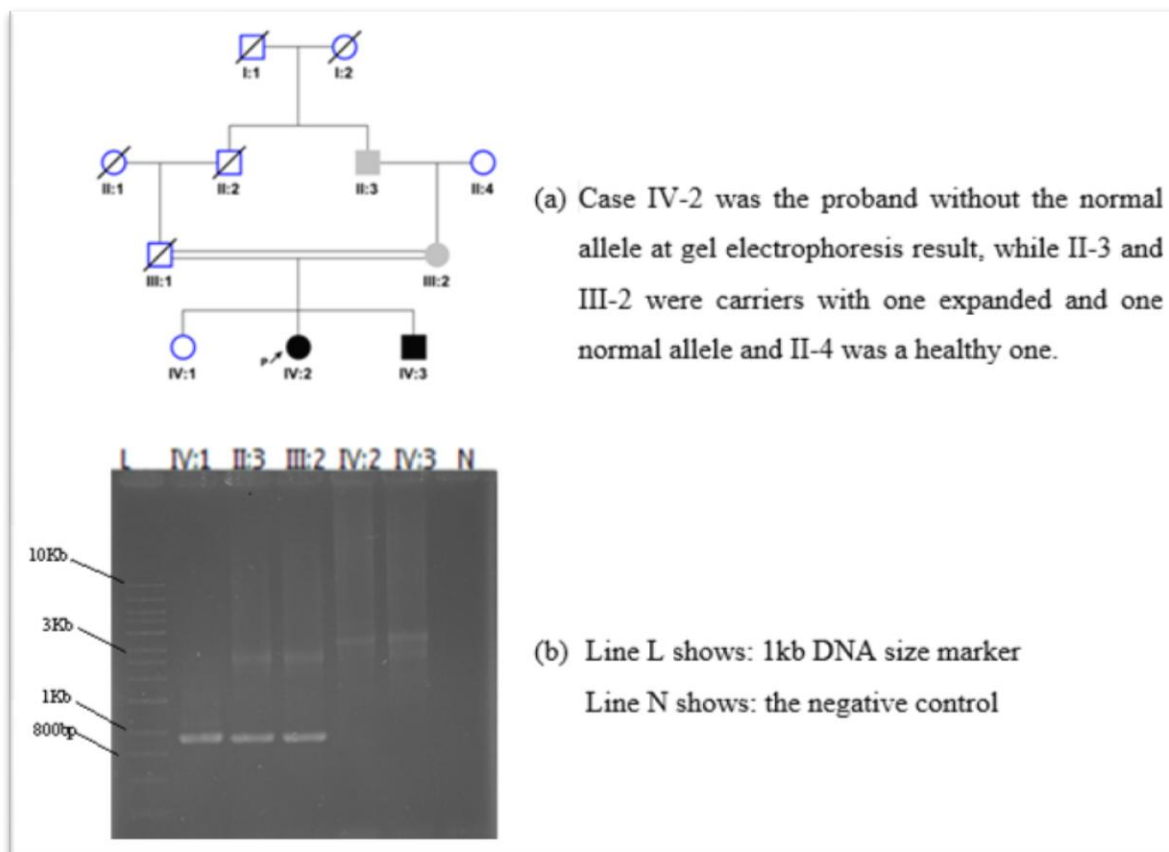 I:1 I:2
II:1 II:2 II:3 II:4
III:1 III:2
P IV:1 IV:2 IV:3
(a) Case IV-2 was the proband without the normal
allele at gel electrophoresis result, while II-3 and
III-2 were carriers with one expanded and one
normal allele and II-4 was a healthy one.
L IV:1 II:3 III:2 IV:2 IV:3 N
10Kb
3Kb
1Kb
800bp
(b) Line L shows: 1kb DNA size marker
Line N shows: the negative control